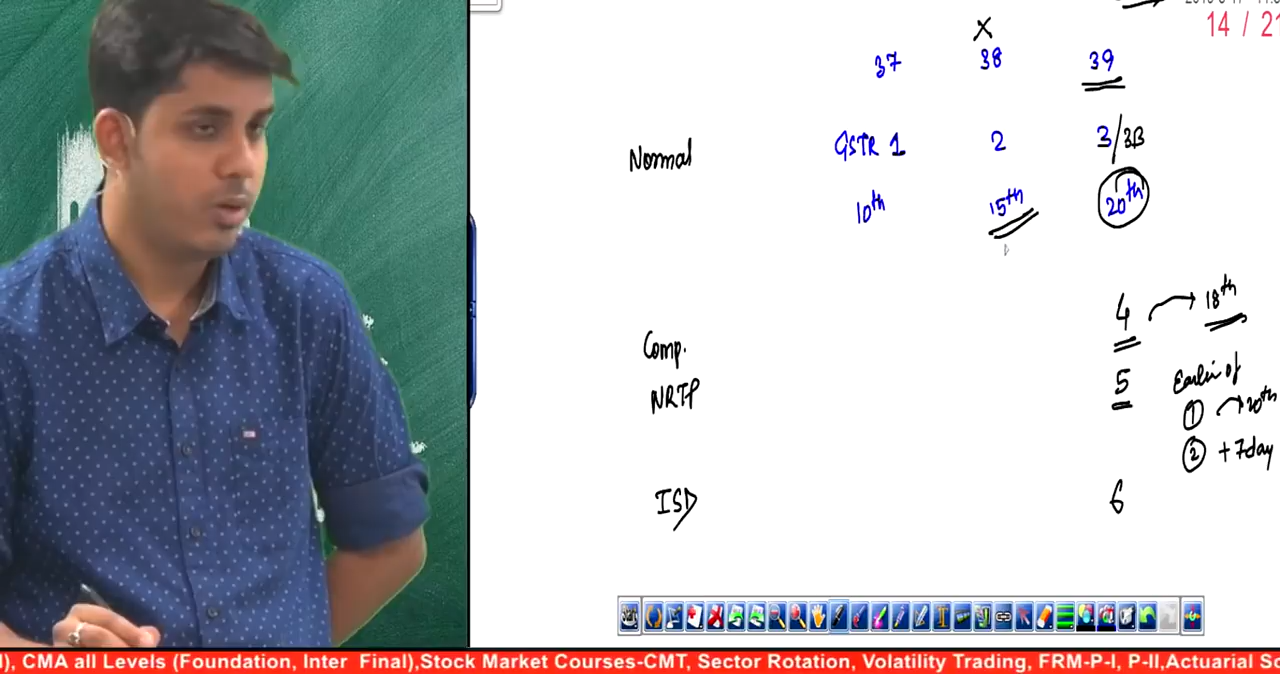 14 / 21
X
37 38 39
Normal GSTR 1 2 3/3B
10th 15th 20th
Comp. 4 → 18th
NRTP 5 Earlier of
① → 20th
② + 7day
ISD 6
), CMA all Levels (Foundation, Inter Final),Stock Market Courses-CMT, Sector Rotation, Volatility Trading, FRM-P-I, P-II,Actuarial Sc